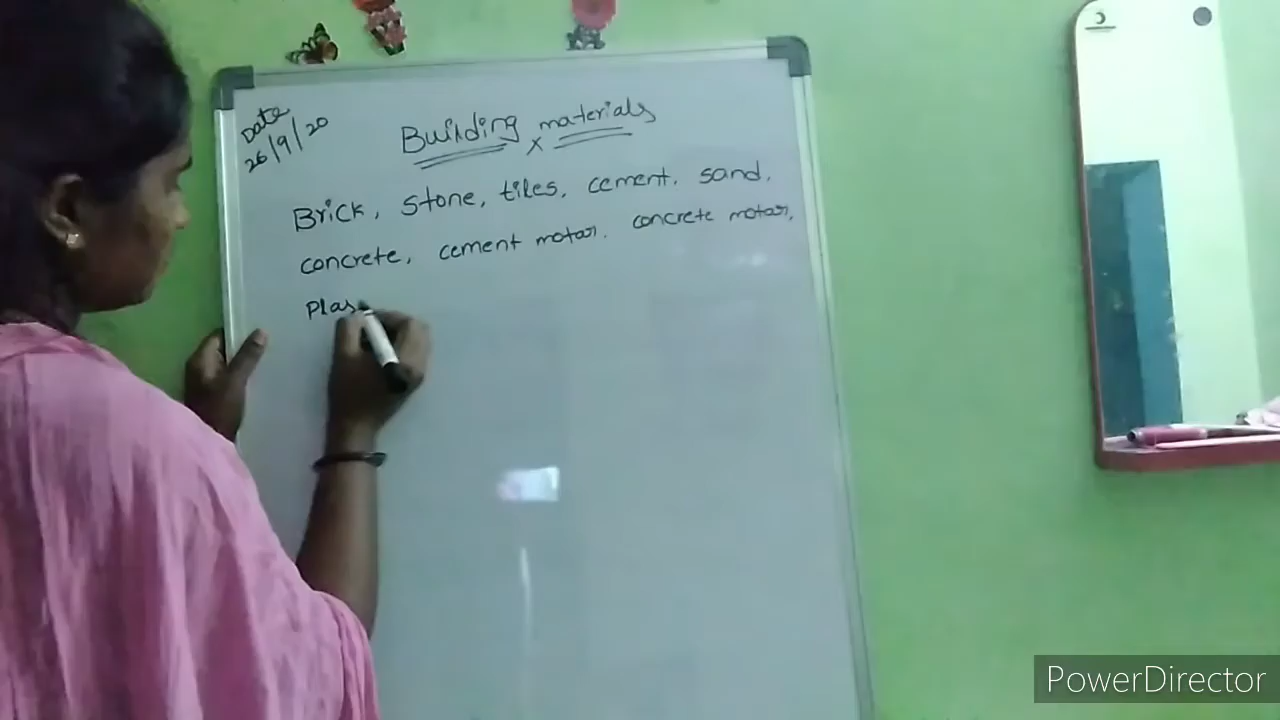 Date
26/9/20
Building materials
x
Brick, stone, tiles, cement, sand,
concrete, cement motar, concrete motar,
Plas
PowerDirector